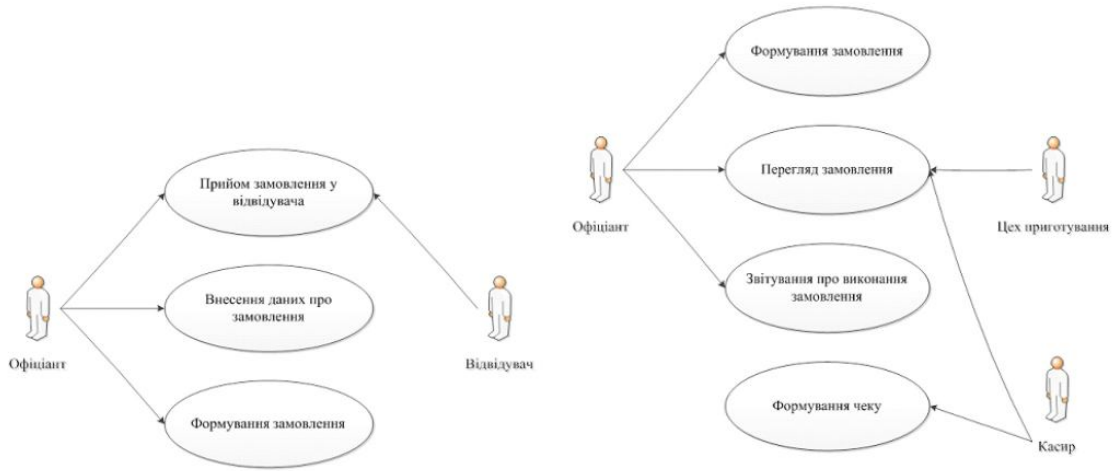 Прийом замовлення у
відвідувача
Внесення даних про
замовлення
Офіціант
Відвідувач
Формування замовлення
Формування замовлення
Перегляд замовлення
Офіціант
Цех приготування
Звітування про виконання
замовлення
Формування чеку
Касир